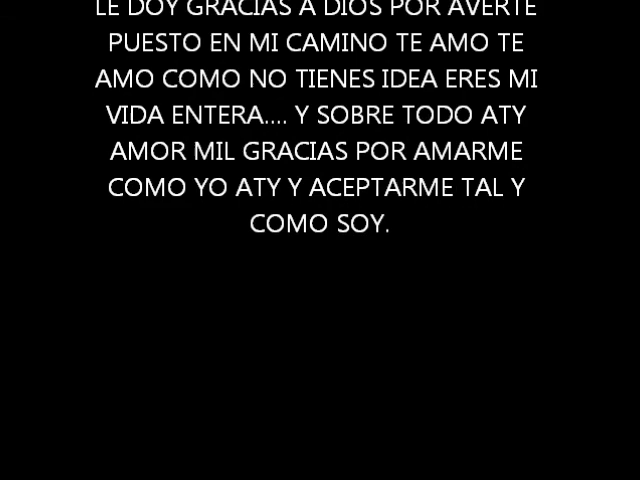 LE DOY GRACIAS A DIOS POR AVERTE
PUESTO EN MI CAMINO TE AMO TE
AMO COMO NO TIENES IDEA ERES MI
VIDA ENTERA.... Y SOBRE TODO ATY
AMOR MIL GRACIAS POR AMARME
COMO YO ATY Y ACEPTARME TAL Y
COMO SOY.